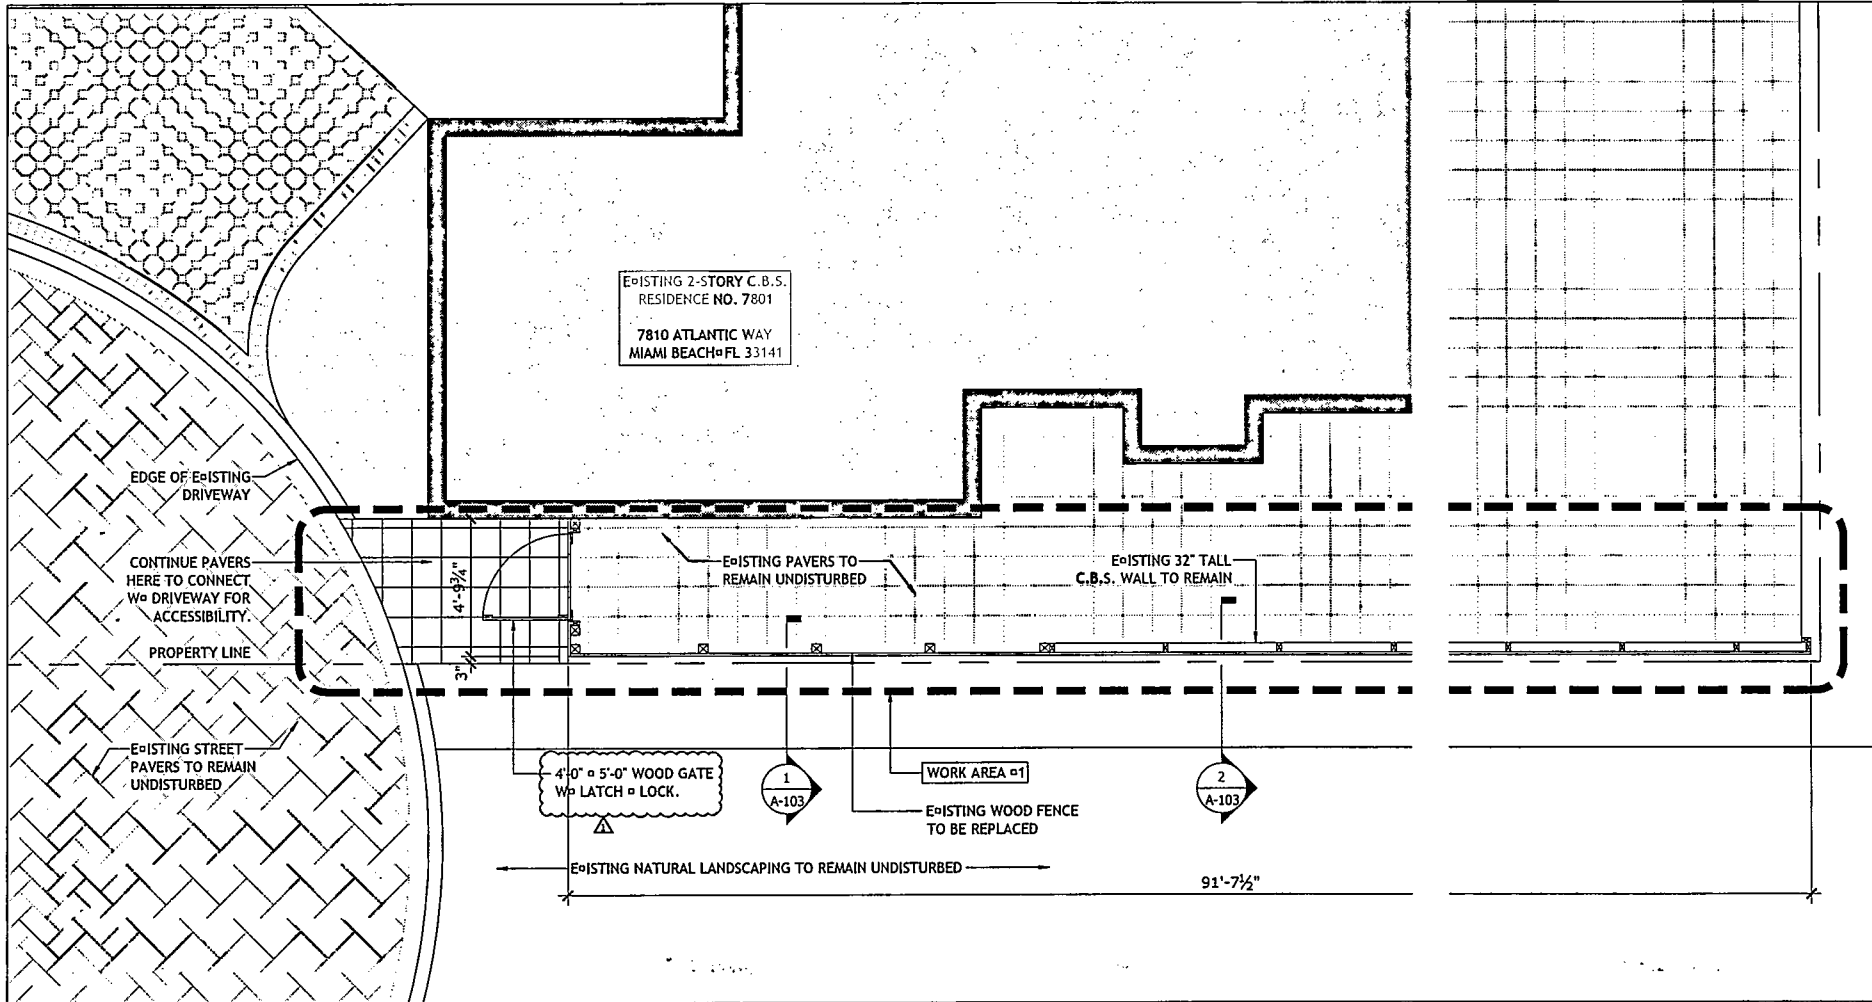 E¤ISTING 2-STORY C.B.S.
RESIDENCE NO. 7801
7810 ATLANTIC WAY
MIAMI BEACH¤FL 33141
EDGE OF E¤ISTING
DRIVEWAY
CONTINUE PAVERS
HERE TO CONNECT
W¤ DRIVEWAY FOR
ACCESSIBILITY.
PROPERTY LINE
4'-9¾"
3"
E¤ISTING PAVERS TO
REMAIN UNDISTURBED
E¤ISTING 32" TALL
C.B.S. WALL TO REMAIN
E¤ISTING STREET
PAVERS TO REMAIN
UNDISTURBED
4'-0" ¤ 5'-0" WOOD GATE
W¤ LATCH ¤ LOCK.
1
1
A-103
WORK AREA ¤1
E¤ISTING WOOD FENCE
TO BE REPLACED
2
A-103
E¤ISTING NATURAL LANDSCAPING TO REMAIN UNDISTURBED
91'-7½"